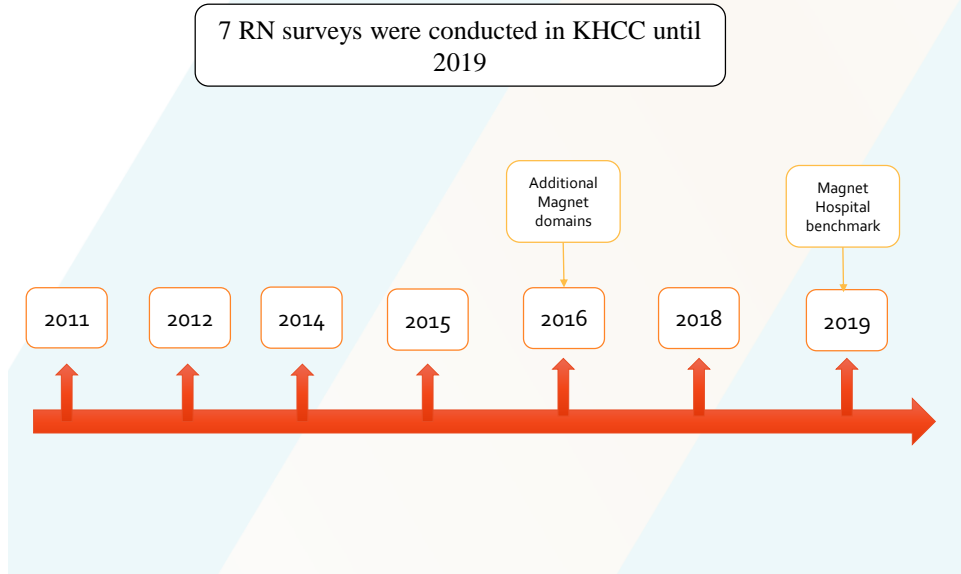 7 RN surveys were conducted in KHCC until
2019
Additional
Magnet
domains
Magnet
Hospital
benchmark
2011
2012
2014
2015
2016
2018
2019